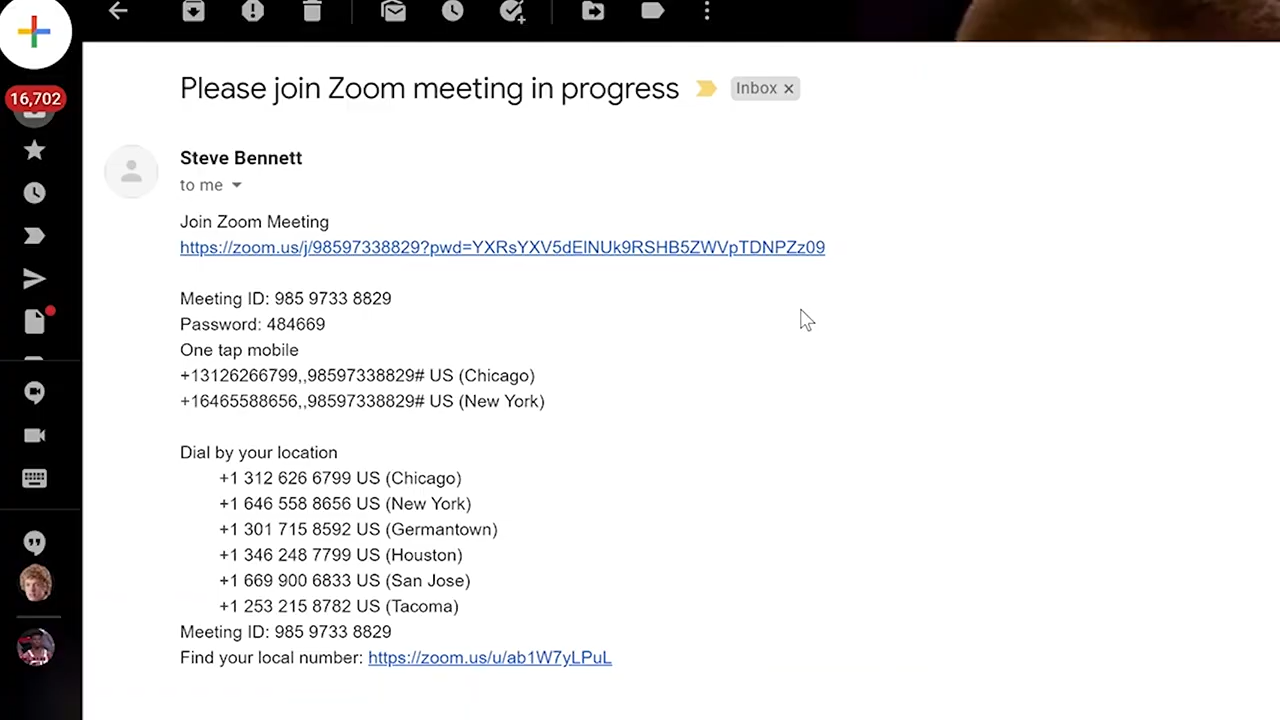 Please join Zoom meeting in progress Inbox ×
16,702
Steve Bennett
to me
Join Zoom Meeting
https://zoom.us/j/98597338829?pwd=YXRsYXV5dElNUk9RSHB5ZWVpTDNPZz09
Meeting ID: 985 9733 8829
Password: 484669
One tap mobile
+13126266799,,98597338829# US (Chicago)
+16465588656,,98597338829# US (New York)
Dial by your location
+1 312 626 6799 US (Chicago)
+1 646 558 8656 US (New York)
+1 301 715 8592 US (Germantown)
+1 346 248 7799 US (Houston)
+1 669 900 6833 US (San Jose)
+1 253 215 8782 US (Tacoma)
Meeting ID: 985 9733 8829
Find your local number: https://zoom.us/u/ab1W7yLPuL